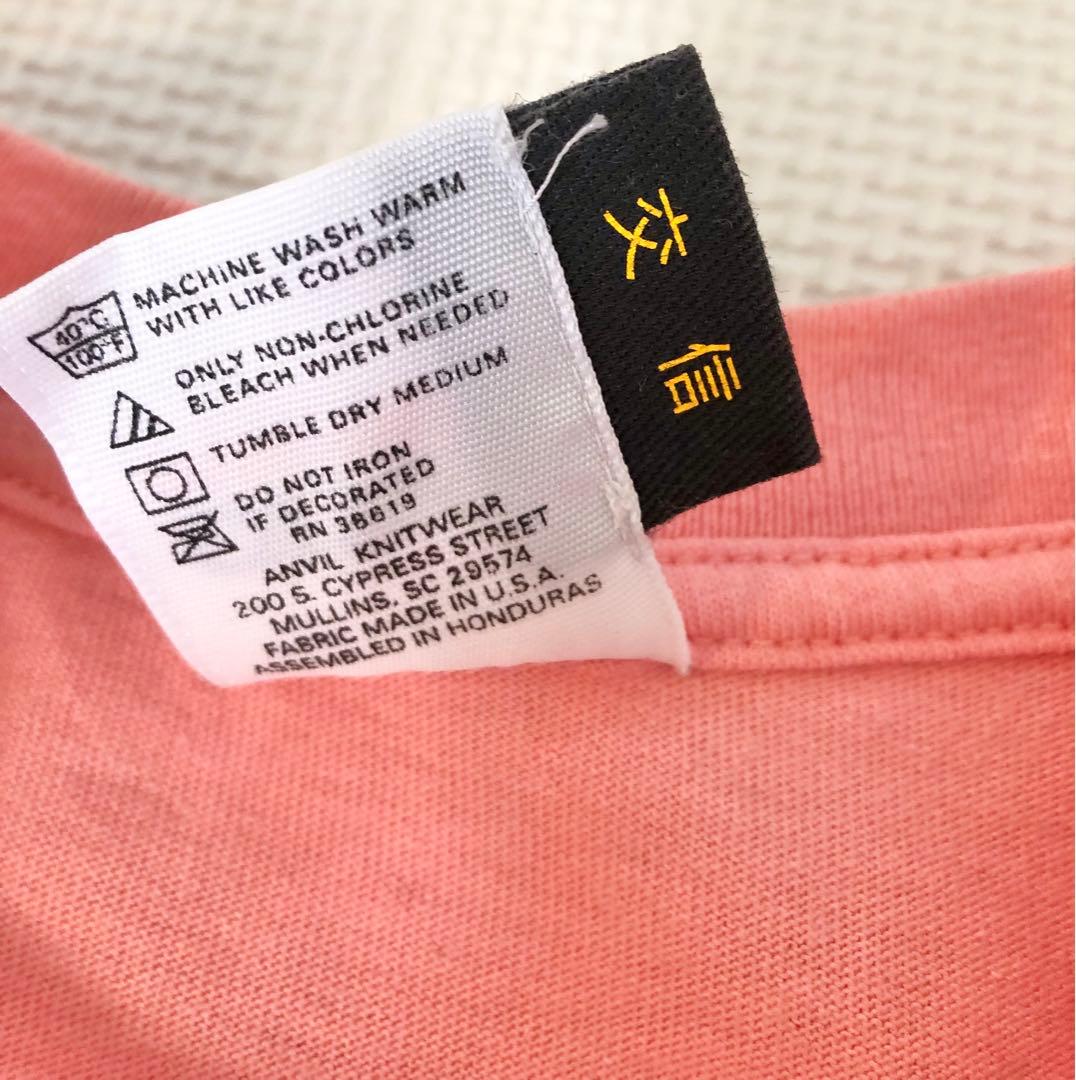 MACHINE WASH WARM
WITH LIKE COLORS
40°C
100°F
ONLY NON-CHLORINE
BLEACH WHEN NEEDED
TUMBLE DRY MEDIUM
DO NOT IRON
IF DECORATED
RN 36619
ANVIL KNITWEAR
200 S. CYPRESS STREET
MULLINS, SC 29574
FABRIC MADE IN U.S.A.
ASSEMBLED IN HONDURAS
交信